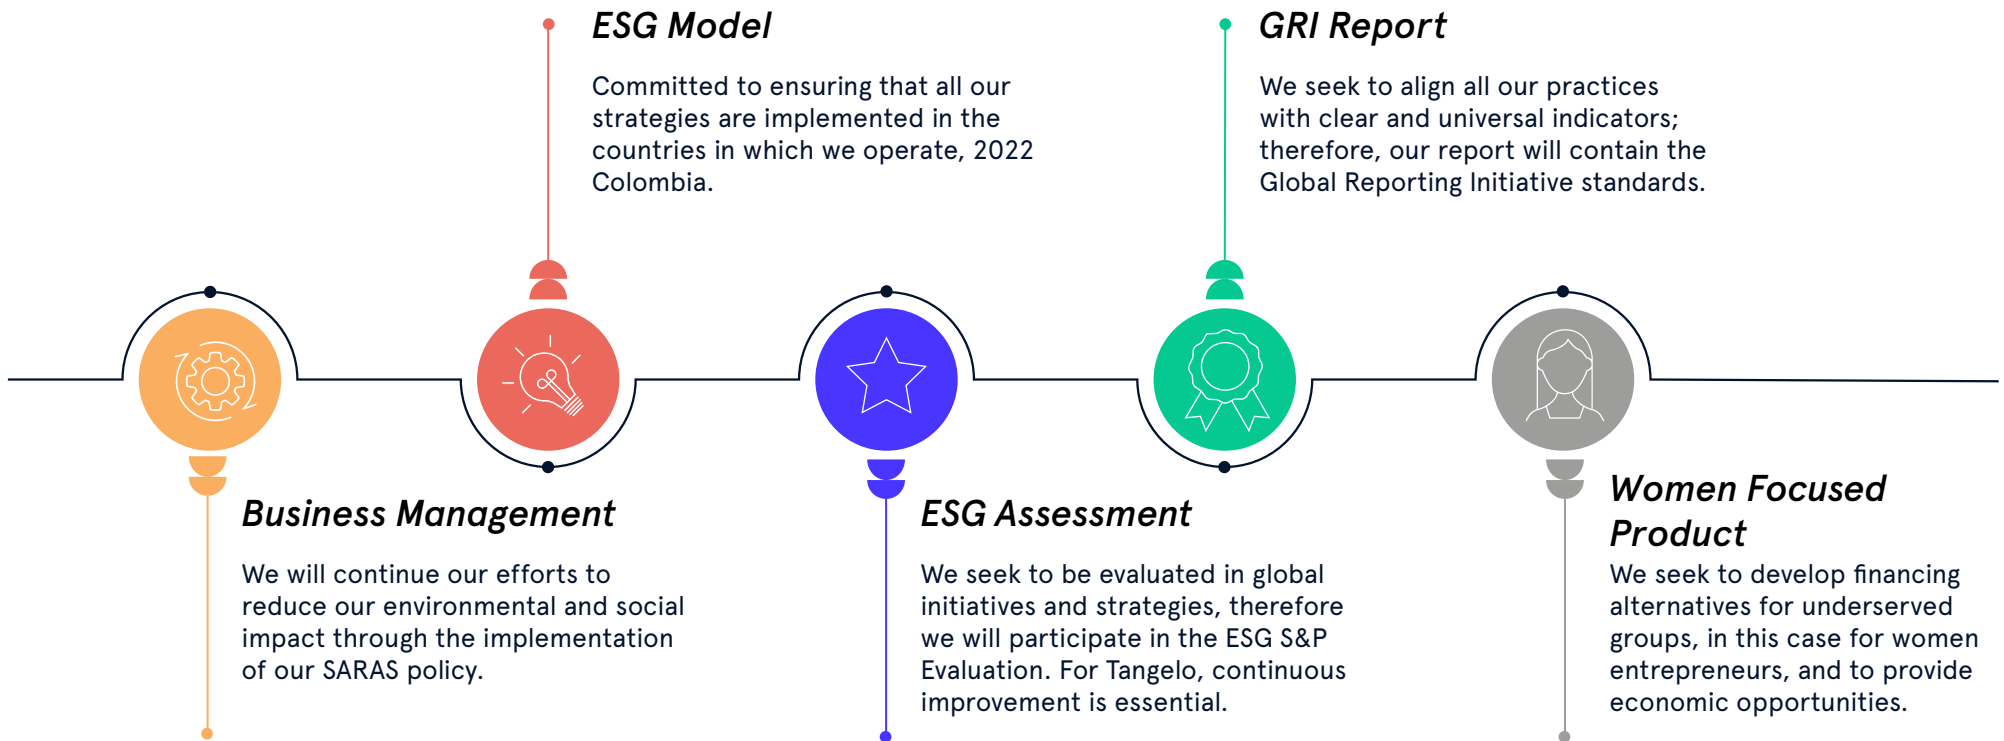 ESG Model
Committed to ensuring that all our
strategies are implemented in the
countries in which we operate, 2022
Colombia.
GRI Report
We seek to align all our practices
with clear and universal indicators;
therefore, our report will contain the
Global Reporting Initiative standards.
Business Management
We will continue our efforts to
reduce our environmental and social
impact through the implementation
of our SARAS policy.
ESG Assessment
We seek to be evaluated in global
initiatives and strategies, therefore
we will participate in the ESG S&P
Evaluation. For Tangelo, continuous
improvement is essential.
Women Focused
Product
We seek to develop financing
alternatives for underserved
groups, in this case for women
entrepreneurs, and to provide
economic opportunities.